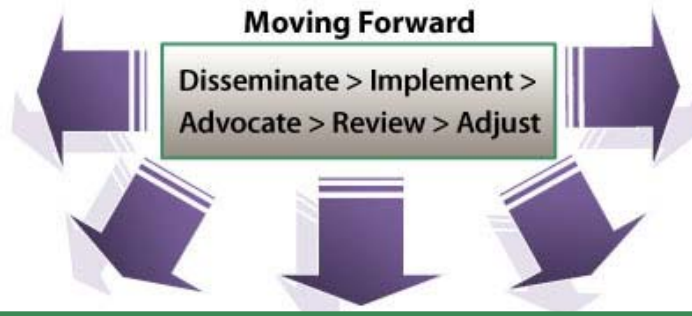 Moving Forward
Disseminate > Implement >
Advocate > Review > Adjust